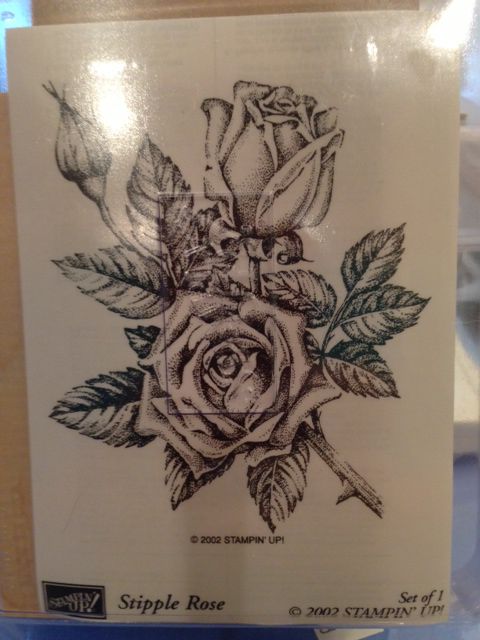 © 2002 STAMPIN' UP!
STAMPIN' UP!
Stipple Rose
Set of 1
© 2002 STAMPIN' UP!